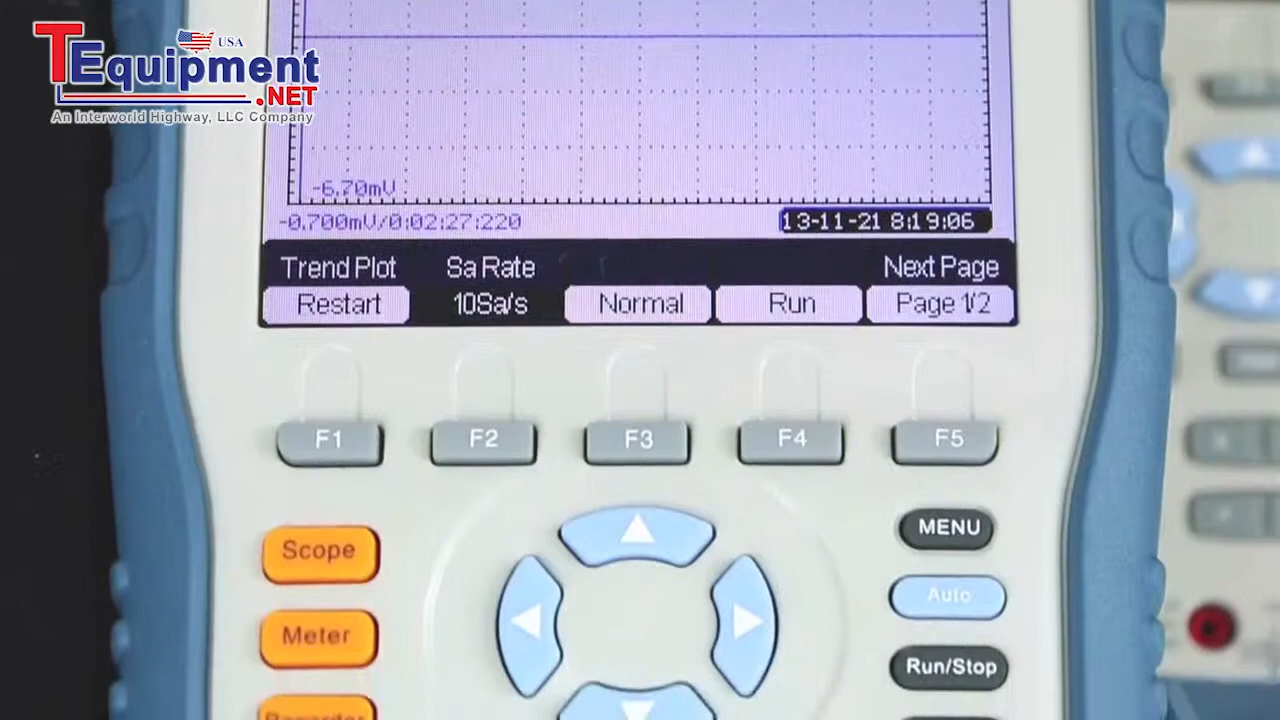 TEquipment USA
.NET
An Interworld Highway, LLC Company
-6.70mV
-0.700mV/0:02:27:220 13-11-21 8:19:06
Trend Plot Sa Rate Next Page
Restart 10Sa/s Normal Run Page 1/2
F1 F2 F3 F4 F5
Scope
MENU
Auto
Meter
Run/Stop
Recorder